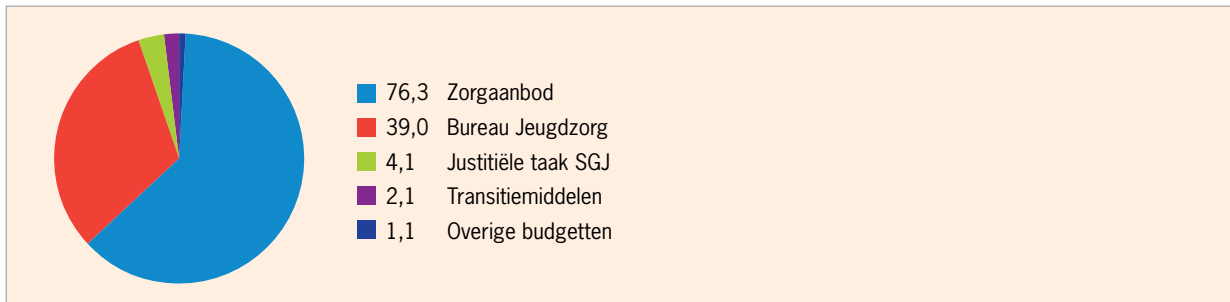 76,3 Zorgaanbod
39,0 Bureau Jeugdzorg
4,1 Justitiële taak SGJ
2,1 Transitiemiddelen
1,1 Overige budgetten